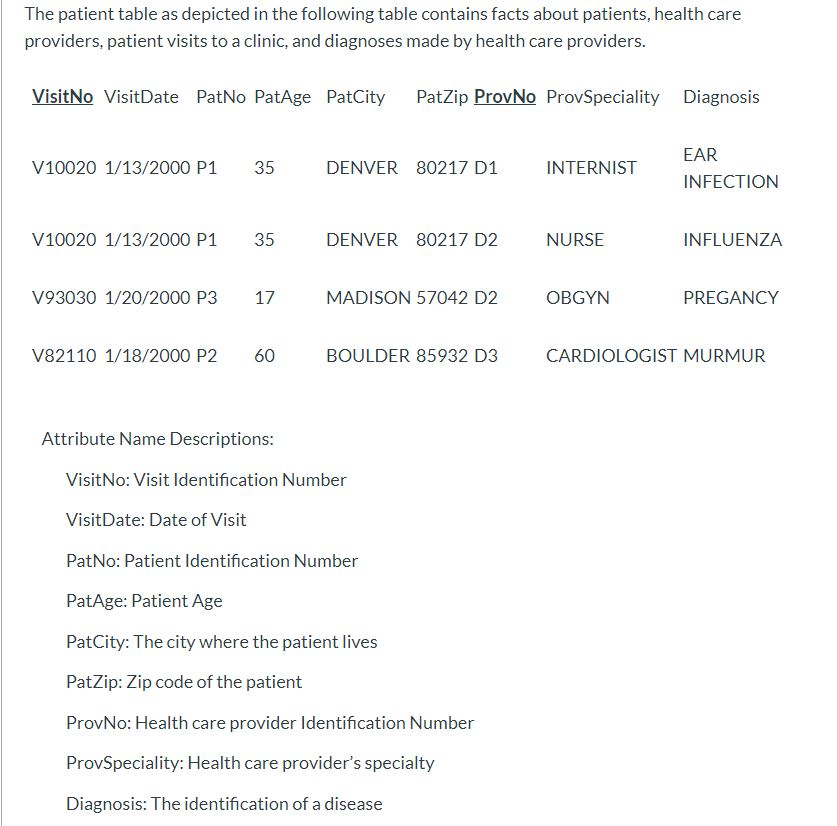 The patient table as depicted in the following table contains facts about patients, health care
providers, patient visits to a clinic, and diagnoses made by health care providers.
VisitNo VisitDate PatNo PatAge PatCity PatZip ProvNo ProvSpeciality Diagnosis
V10020 1/13/2000 P1 35 DENVER 80217 D1 INTERNIST EAR
INFECTION
V10020 1/13/2000 P1 35 DENVER 80217 D2 NURSE INFLUENZA
V93030 1/20/2000 P3 17 MADISON 57042 D2 OBGYN PREGANCY
V82110 1/18/2000 P2 60 BOULDER 85932 D3 CARDIOLOGIST MURMUR
Attribute Name Descriptions:
VisitNo: Visit Identification Number
VisitDate: Date of Visit
PatNo: Patient Identification Number
PatAge: Patient Age
PatCity: The city where the patient lives
PatZip: Zip code of the patient
ProvNo: Health care provider Identification Number
ProvSpeciality: Health care provider's specialty
Diagnosis: The identification of a disease